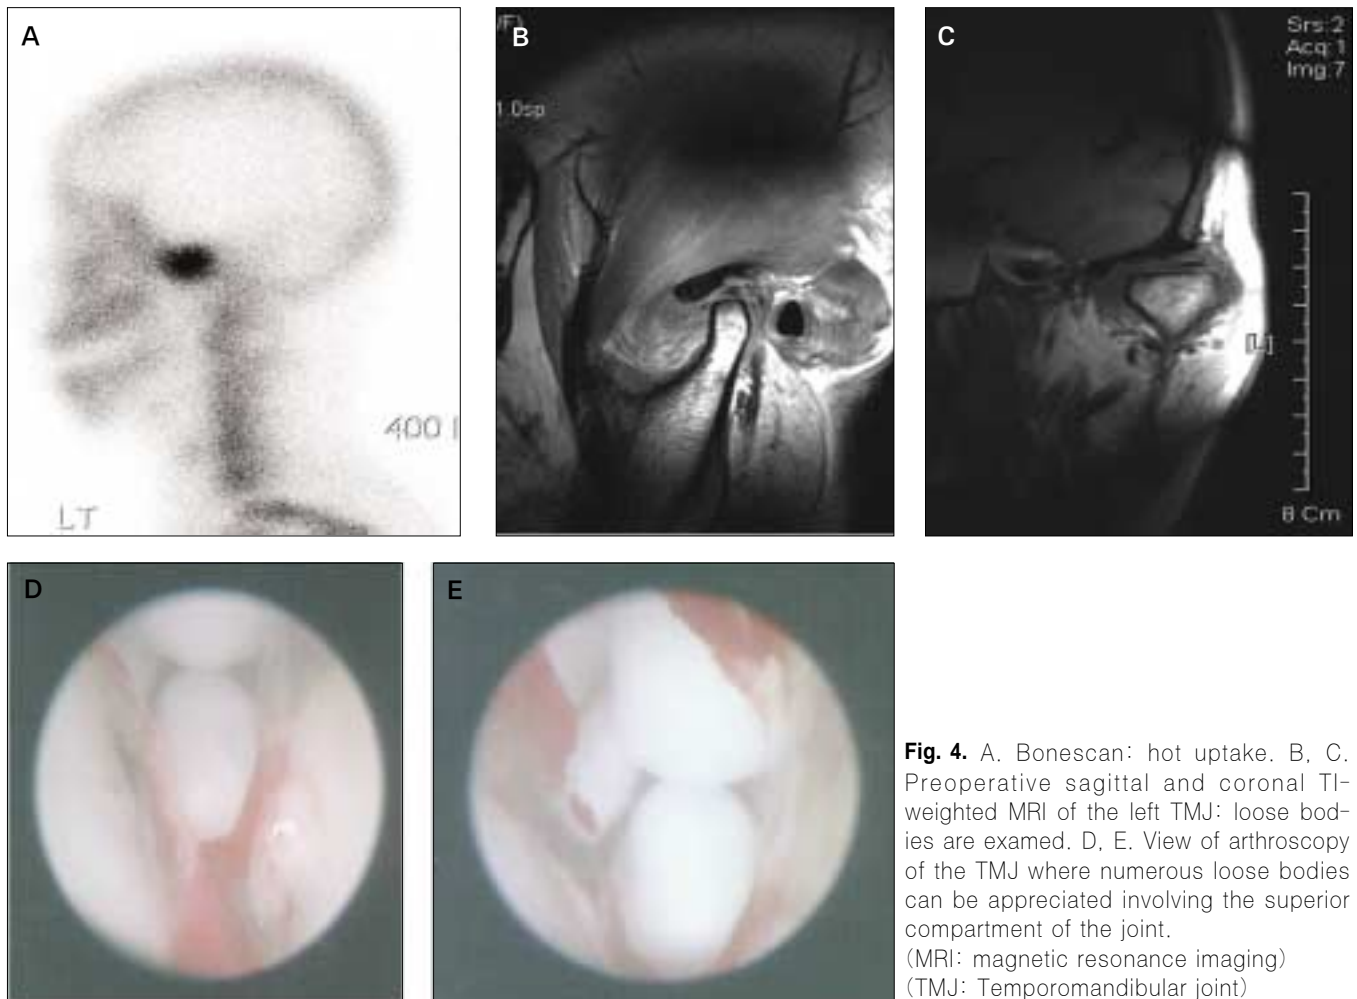 A
LT
400
B
/F)
1.0sp
C
Srs:2
Acq:1
Img:7
[L]
8 Cm
D
E
Fig. 4. A. Bonescan: hot uptake. B, C.
Preoperative sagittal and coronal TI-
weighted MRI of the left TMJ: loose bod-
ies are examed. D, E. View of arthroscopy
of the TMJ where numerous loose bodies
can be appreciated involving the superior
compartment of the joint.
(MRI: magnetic resonance imaging)
(TMJ: Temporomandibular joint)